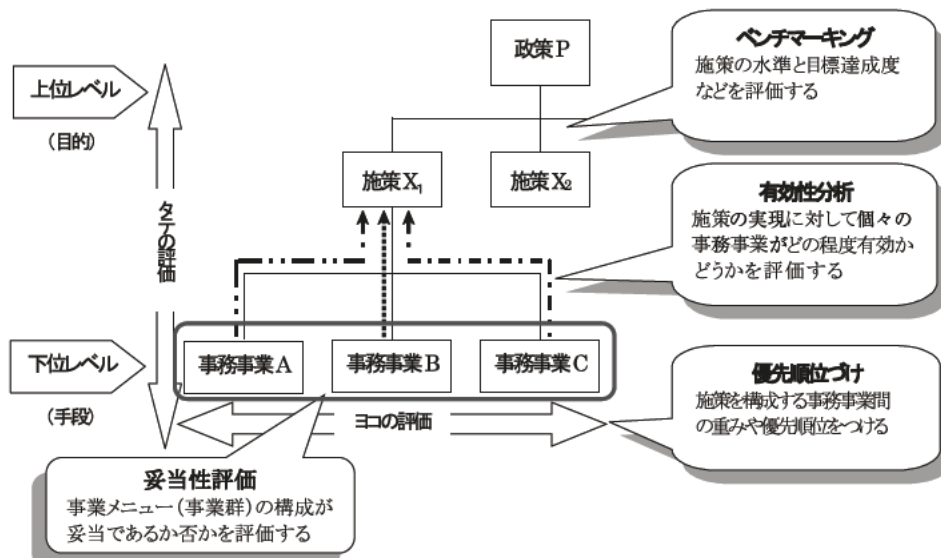 政策P
ベンチマーキング
施策の水準と目標達成度
などを評価する
上位レベル
(目的)
施策X₁
施策X₂
有効性分析
施策の実現に対して個々の
事務事業がどの程度有効か
どうかを評価する
タテの評価
下位レベル
(手段)
事務事業A
事務事業B
事務事業C
優先順位づけ
施策を構成する事務事業間
の重みや優先順位をつける
ヨコの評価
妥当性評価
事業メニュー(事業群)の構成が
妥当であるか否かを評価する